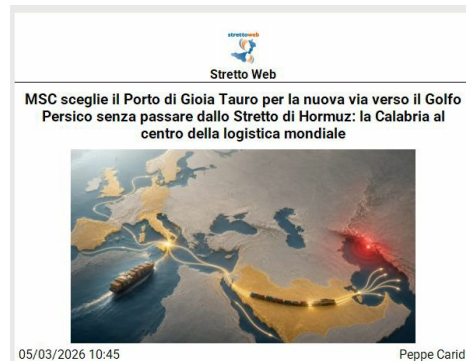 strettoweb
Stretto Web
MSC sceglie il Porto di Gioia Tauro per la nuova via verso il Golfo
Persico senza passare dallo Stretto di Hormuz: la Calabria al
centro della logistica mondiale
05/03/2026 10:45
Peppe Carid